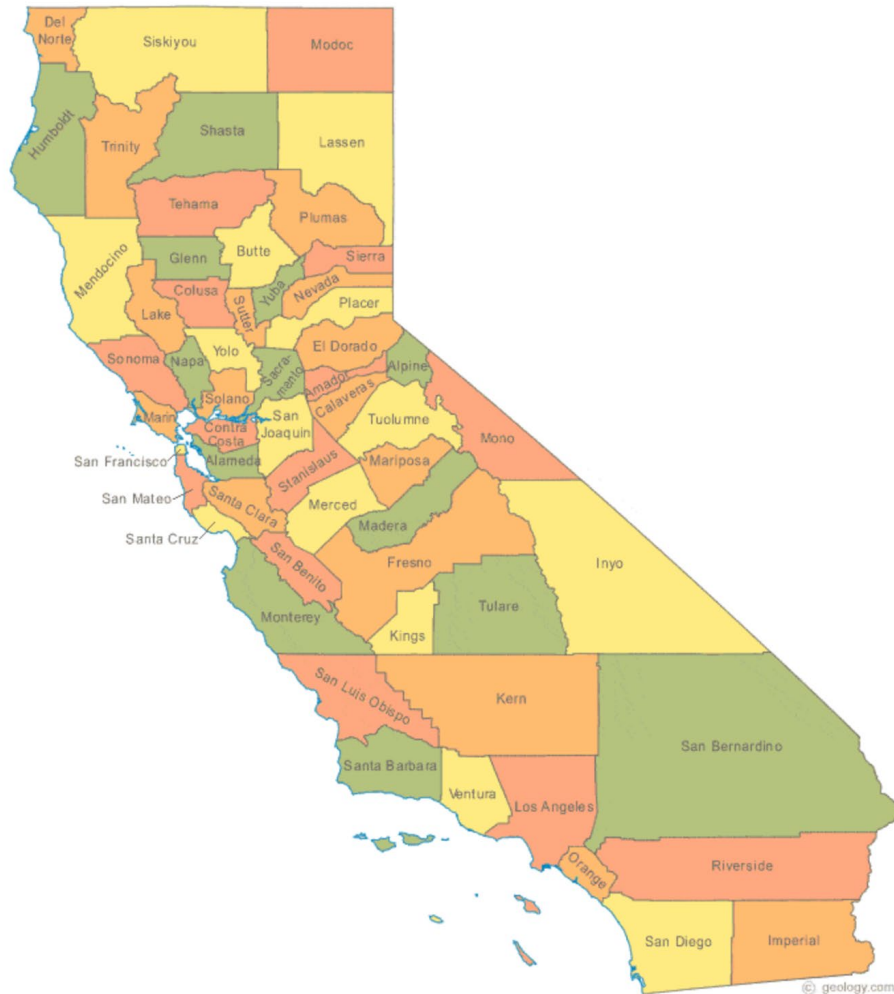 Del
Norte
Siskiyou
Modoc
Humboldt
Trinity
Shasta
Lassen
Tehama
Plumas
Mendocino
Glenn
Butte
Sierra
Colusa
Yuba
Nevada
Lake
Sutter
Placer
Sonoma
Napa
Yolo
El Dorado
Sacra-
mento
Alpine
Amador
Solano
Calaveras
Marin
Contra
Costa
San
Joaquin
Tuolumne
Mono
San Francisco
Alameda
Stanislaus
Mariposa
San Mateo
Santa Clara
Merced
Madera
Santa Cruz
San Benito
Fresno
Inyo
Monterey
Kings
Tulare
San Luis Obispo
Kern
San Bernardino
Santa Barbara
Ventura
Los Angeles
Orange
Riverside
San Diego
Imperial
© geology.com